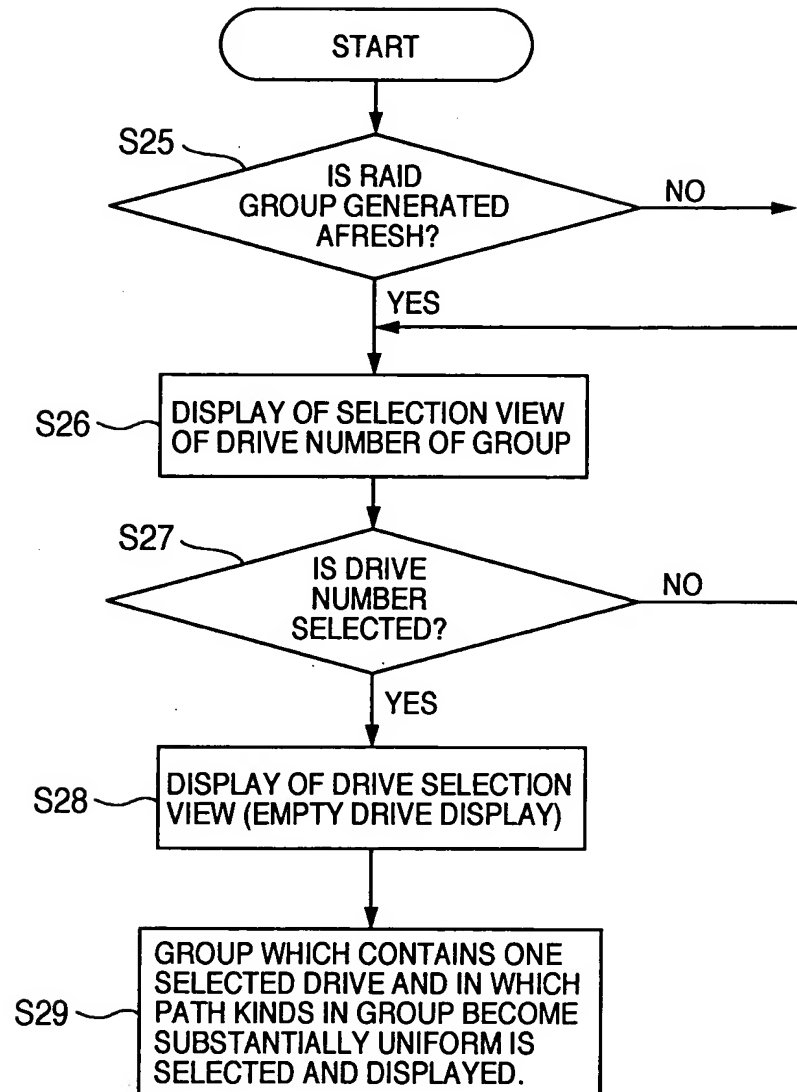 START
S25
IS RAID
GROUP GENERATED
AFRESH?
NO
YES
S26
DISPLAY OF SELECTION VIEW
OF DRIVE NUMBER OF GROUP
S27
IS DRIVE
NUMBER
SELECTED?
NO
YES
S28
DISPLAY OF DRIVE SELECTION
VIEW (EMPTY DRIVE DISPLAY)
S29
GROUP WHICH CONTAINS ONE
SELECTED DRIVE AND IN WHICH
PATH KINDS IN GROUP BECOME
SUBSTANTIALLY UNIFORM IS
SELECTED AND DISPLAYED.